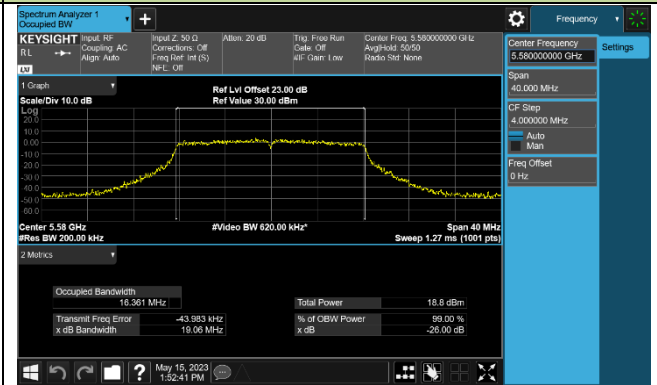 Spectrum Analyzer 1
Occupied BW
+
Frequency
KEYSIGHT Input: RF Input Z: 50 Ω Atten: 20 dB Trig: Free Run Center Freq: 5.580000000 GHz
RL Coupling: AC Corrections: Off Gate: Off Avg|Hold: 50/50
Align: Auto Freq Ref: Int (S) #IF Gain: Low Radio Std: None
LXI NFE: Off
Center Frequency
5.580000000 GHz
Settings
Span
40.000 MHz
CF Step
4.000000 MHz
Auto
Man
Freq Offset
0 Hz
1 Graph
Ref Lvl Offset 23.00 dB
Scale/Div 10.0 dB Ref Value 30.00 dBm
Log
20.0
10.0
0.00
-10.0
-20.0
-30.0
-40.0
-50.0
-60.0
Center 5.58 GHz #Video BW 620.00 kHz* Span 40 MHz
#Res BW 200.00 kHz Sweep 1.27 ms (1001 pts)
2 Metrics
Occupied Bandwidth
16.361 MHz Total Power 18.8 dBm
Transmit Freq Error -43.983 kHz % of OBW Power 99.00 %
x dB Bandwidth 19.06 MHz x dB -26.00 dB
? May 15, 2023
1:52:41 PM